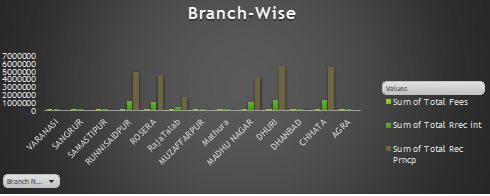 Branch-Wise
7000000
6000000
5000000
4000000
3000000
2000000
1000000
0
VARANASI
SANGRUR
SAMASTIPUR
RUNNISAIDPUR
ROSERA
RajaTalab
MUZAFFARPUR
Mathura
MADHU NAGAR
DHURI
DHANBAD
CHHATA
AGRA
Values
Sum of Total Fees
Sum of Total Rrec int
Sum of Total Rec
Prncp
Branch N...